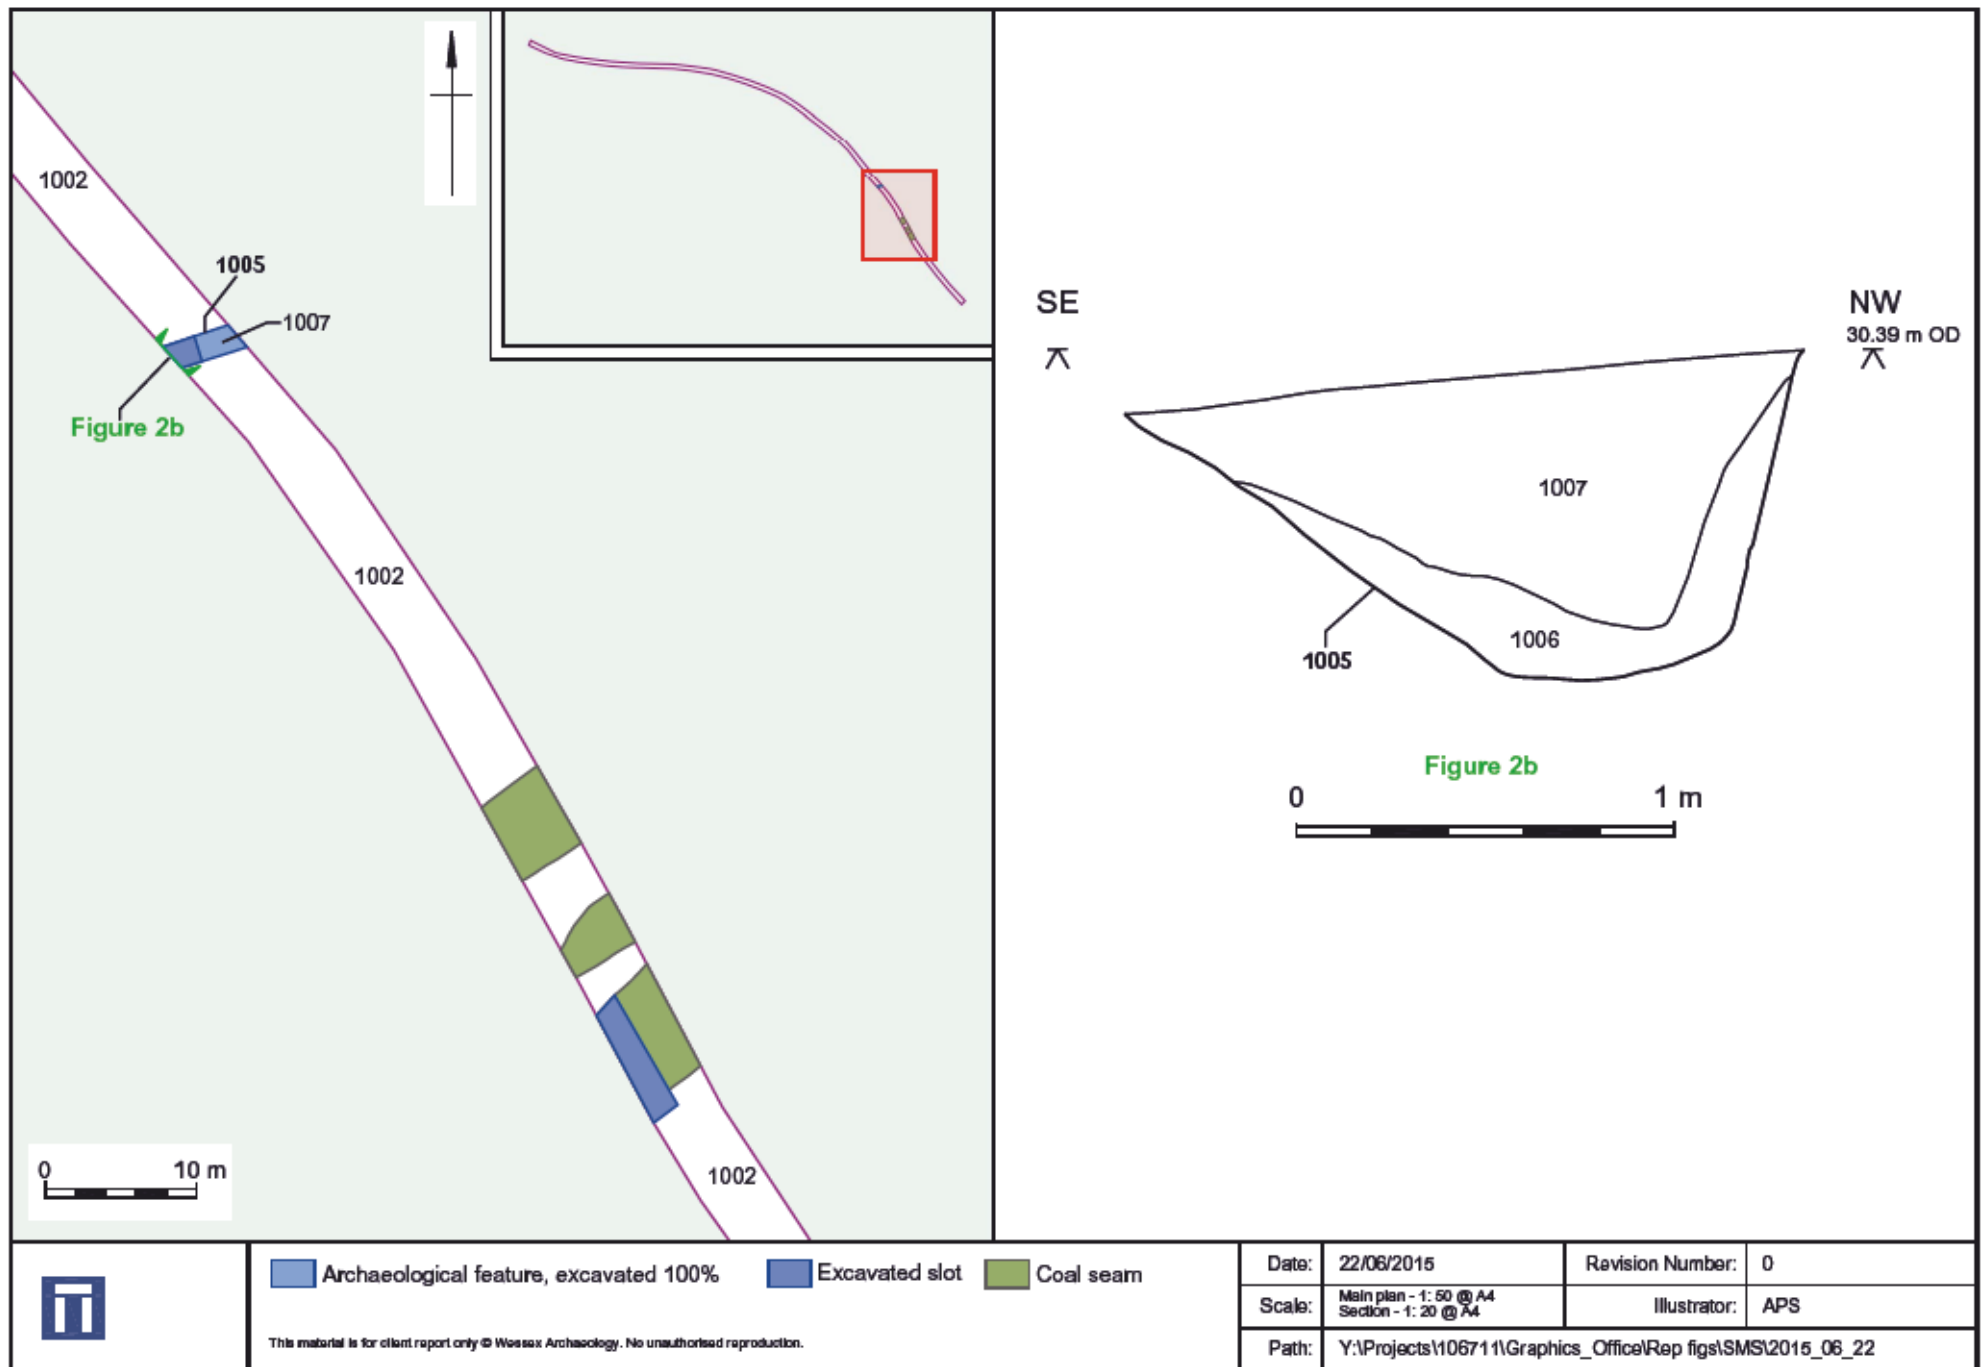 1002
1005
1007
Figure 2b
1002
1002
0 10 m
SE NW
30.39 m OD
1007
1006
1005
Figure 2b
0 1 m
Archaeological feature, excavated 100% Excavated slot Coal seam
This material is for client report only © Wessex Archaeology. No unauthorised reproduction.
Date: 22/06/2015 Revision Number: 0
Scale: Main plan - 1: 50 @ A4
Section - 1: 20 @ A4
Illustrator: APS
Path: Y:\Projects\106711\Graphics_Office\Rep figs\SMS\2015_06_22